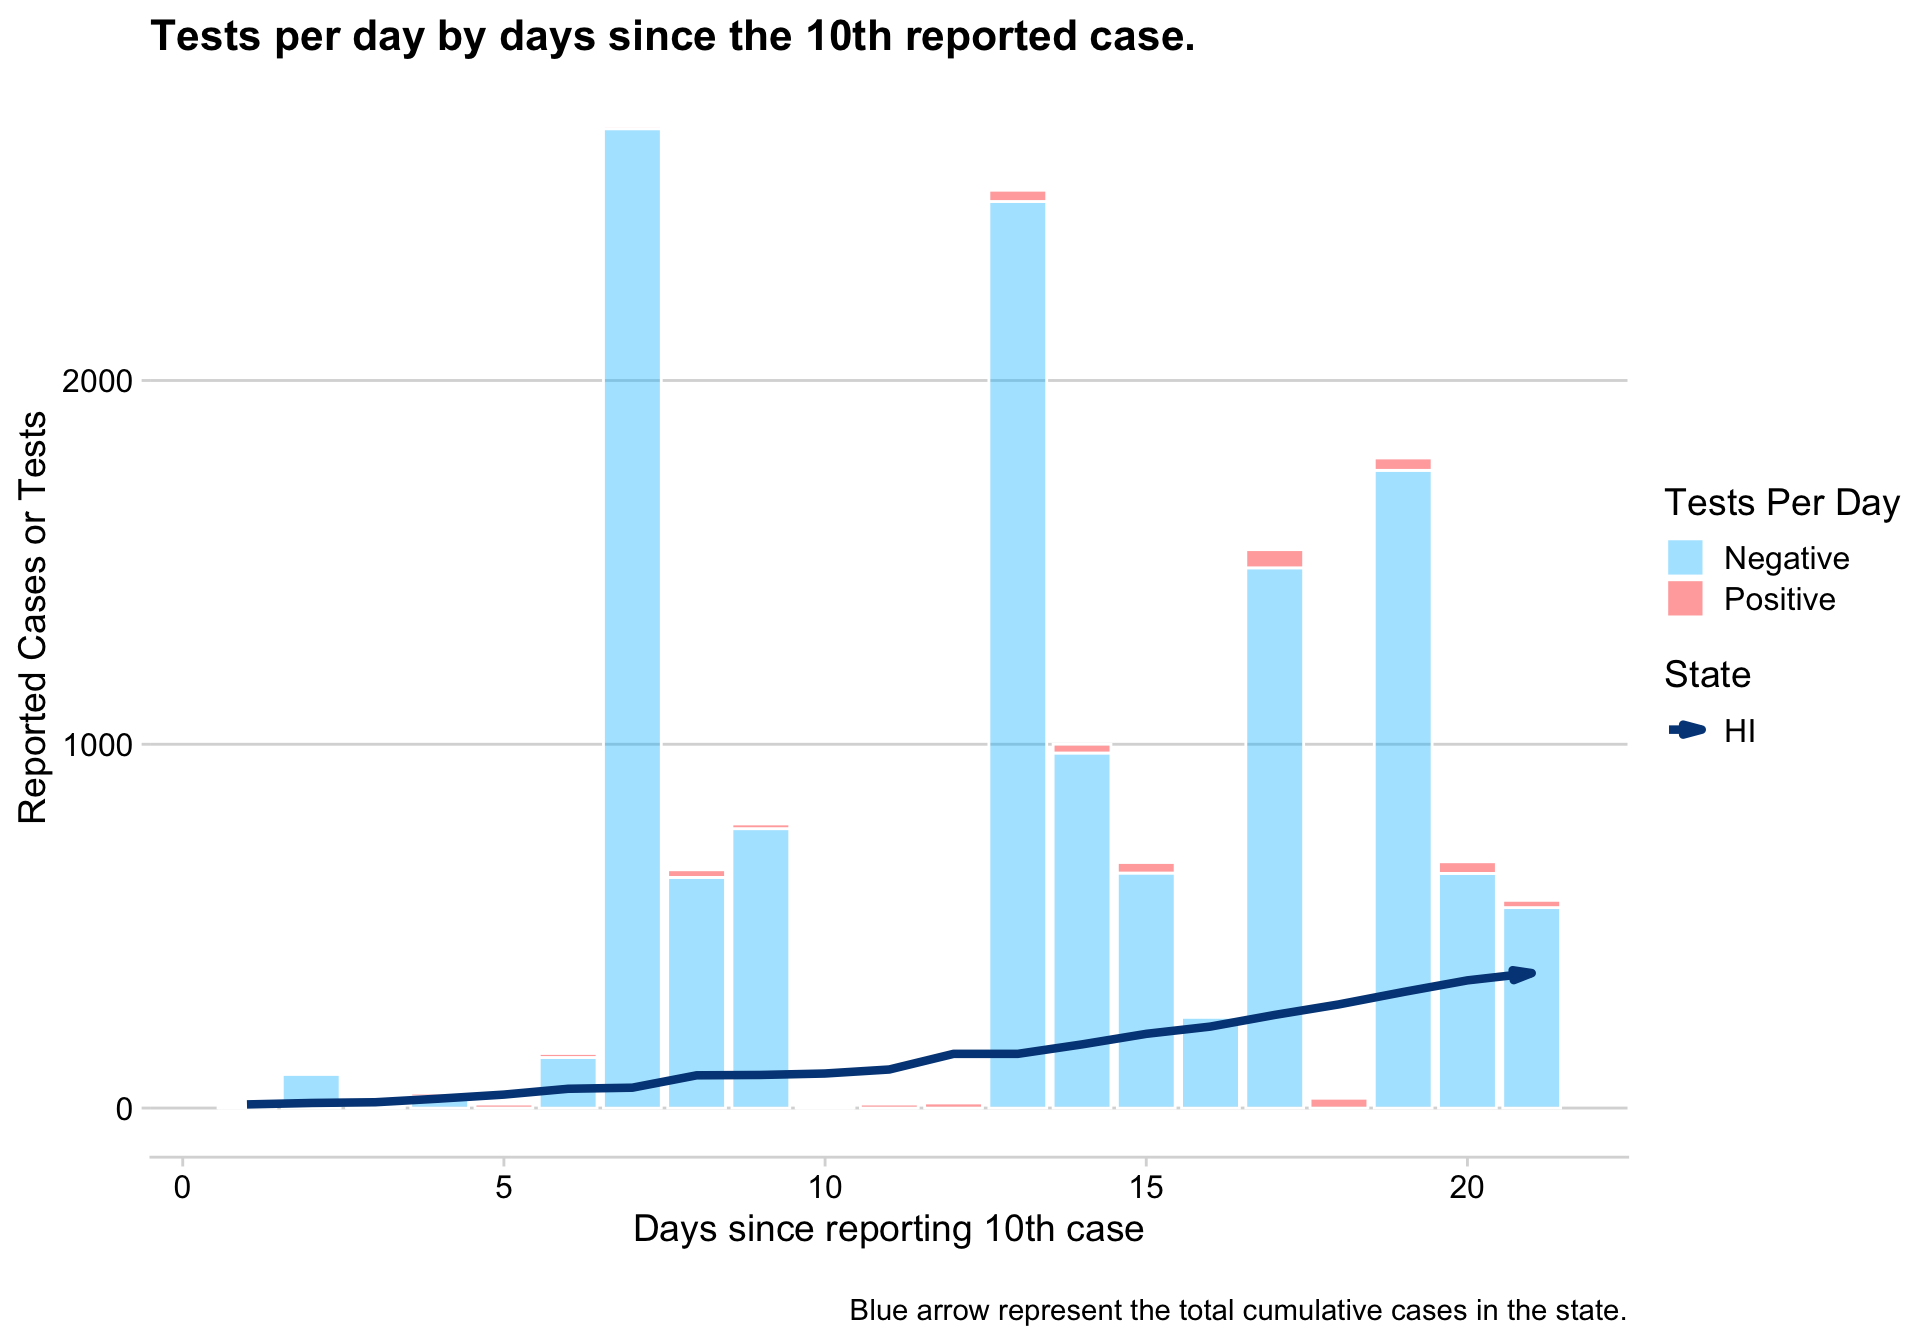 Tests per day by days since the 10th reported case.
Reported Cases or Tests
2000
1000
0
0 5 10 15 20
Days since reporting 10th case
Tests Per Day
Negative
Positive
State
HI
Blue arrow represent the total cumulative cases in the state.